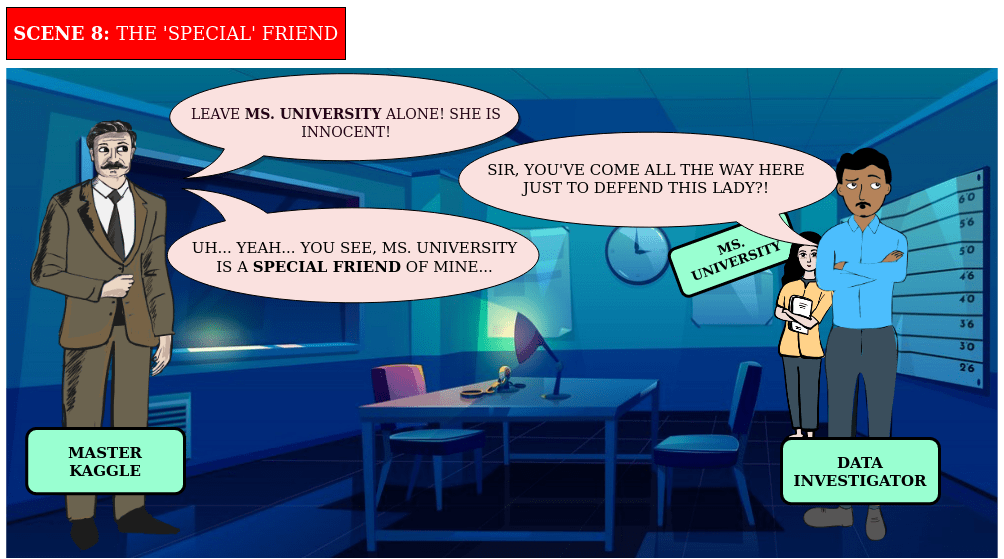 SCENE 8: THE 'SPECIAL' FRIEND
LEAVE MS. UNIVERSITY ALONE! SHE IS
INNOCENT!
SIR, YOU'VE COME ALL THE WAY HERE
JUST TO DEFEND THIS LADY?!
UH... YEAH... YOU SEE, MS. UNIVERSITY
IS A SPECIAL FRIEND OF MINE...
MS.
UNIVERSITY
60
56
50
46
40
36
30
26
MASTER
KAGGLE
DATA
INVESTIGATOR